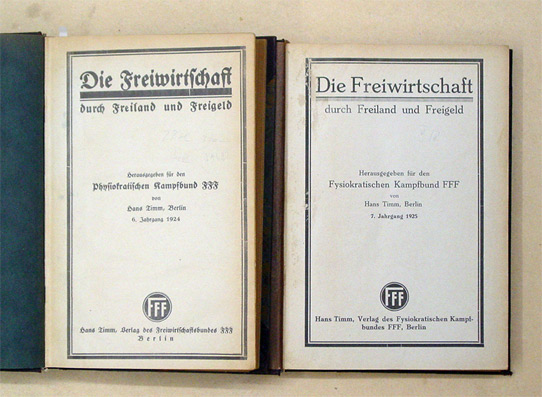 Die Freiwirtschaft
durch Freiland und Freigeld
Herausgegeben für den
Physiokratischen Kampfbund FFF
von
Hans Timm, Berlin
6. Jahrgang 1924
FFF
Hans Timm, Verlag des Freiwirtschaftsbundes FFF
Berlin
Die Freiwirtschaft
durch Freiland und Freigeld
Herausgegeben für den
Fysiokratischen Kampfbund FFF
von
Hans Timm, Berlin
7. Jahrgang 1925
FFF
Hans Timm, Verlag des Fysiokratischen Kampf-
bundes FFF, Berlin